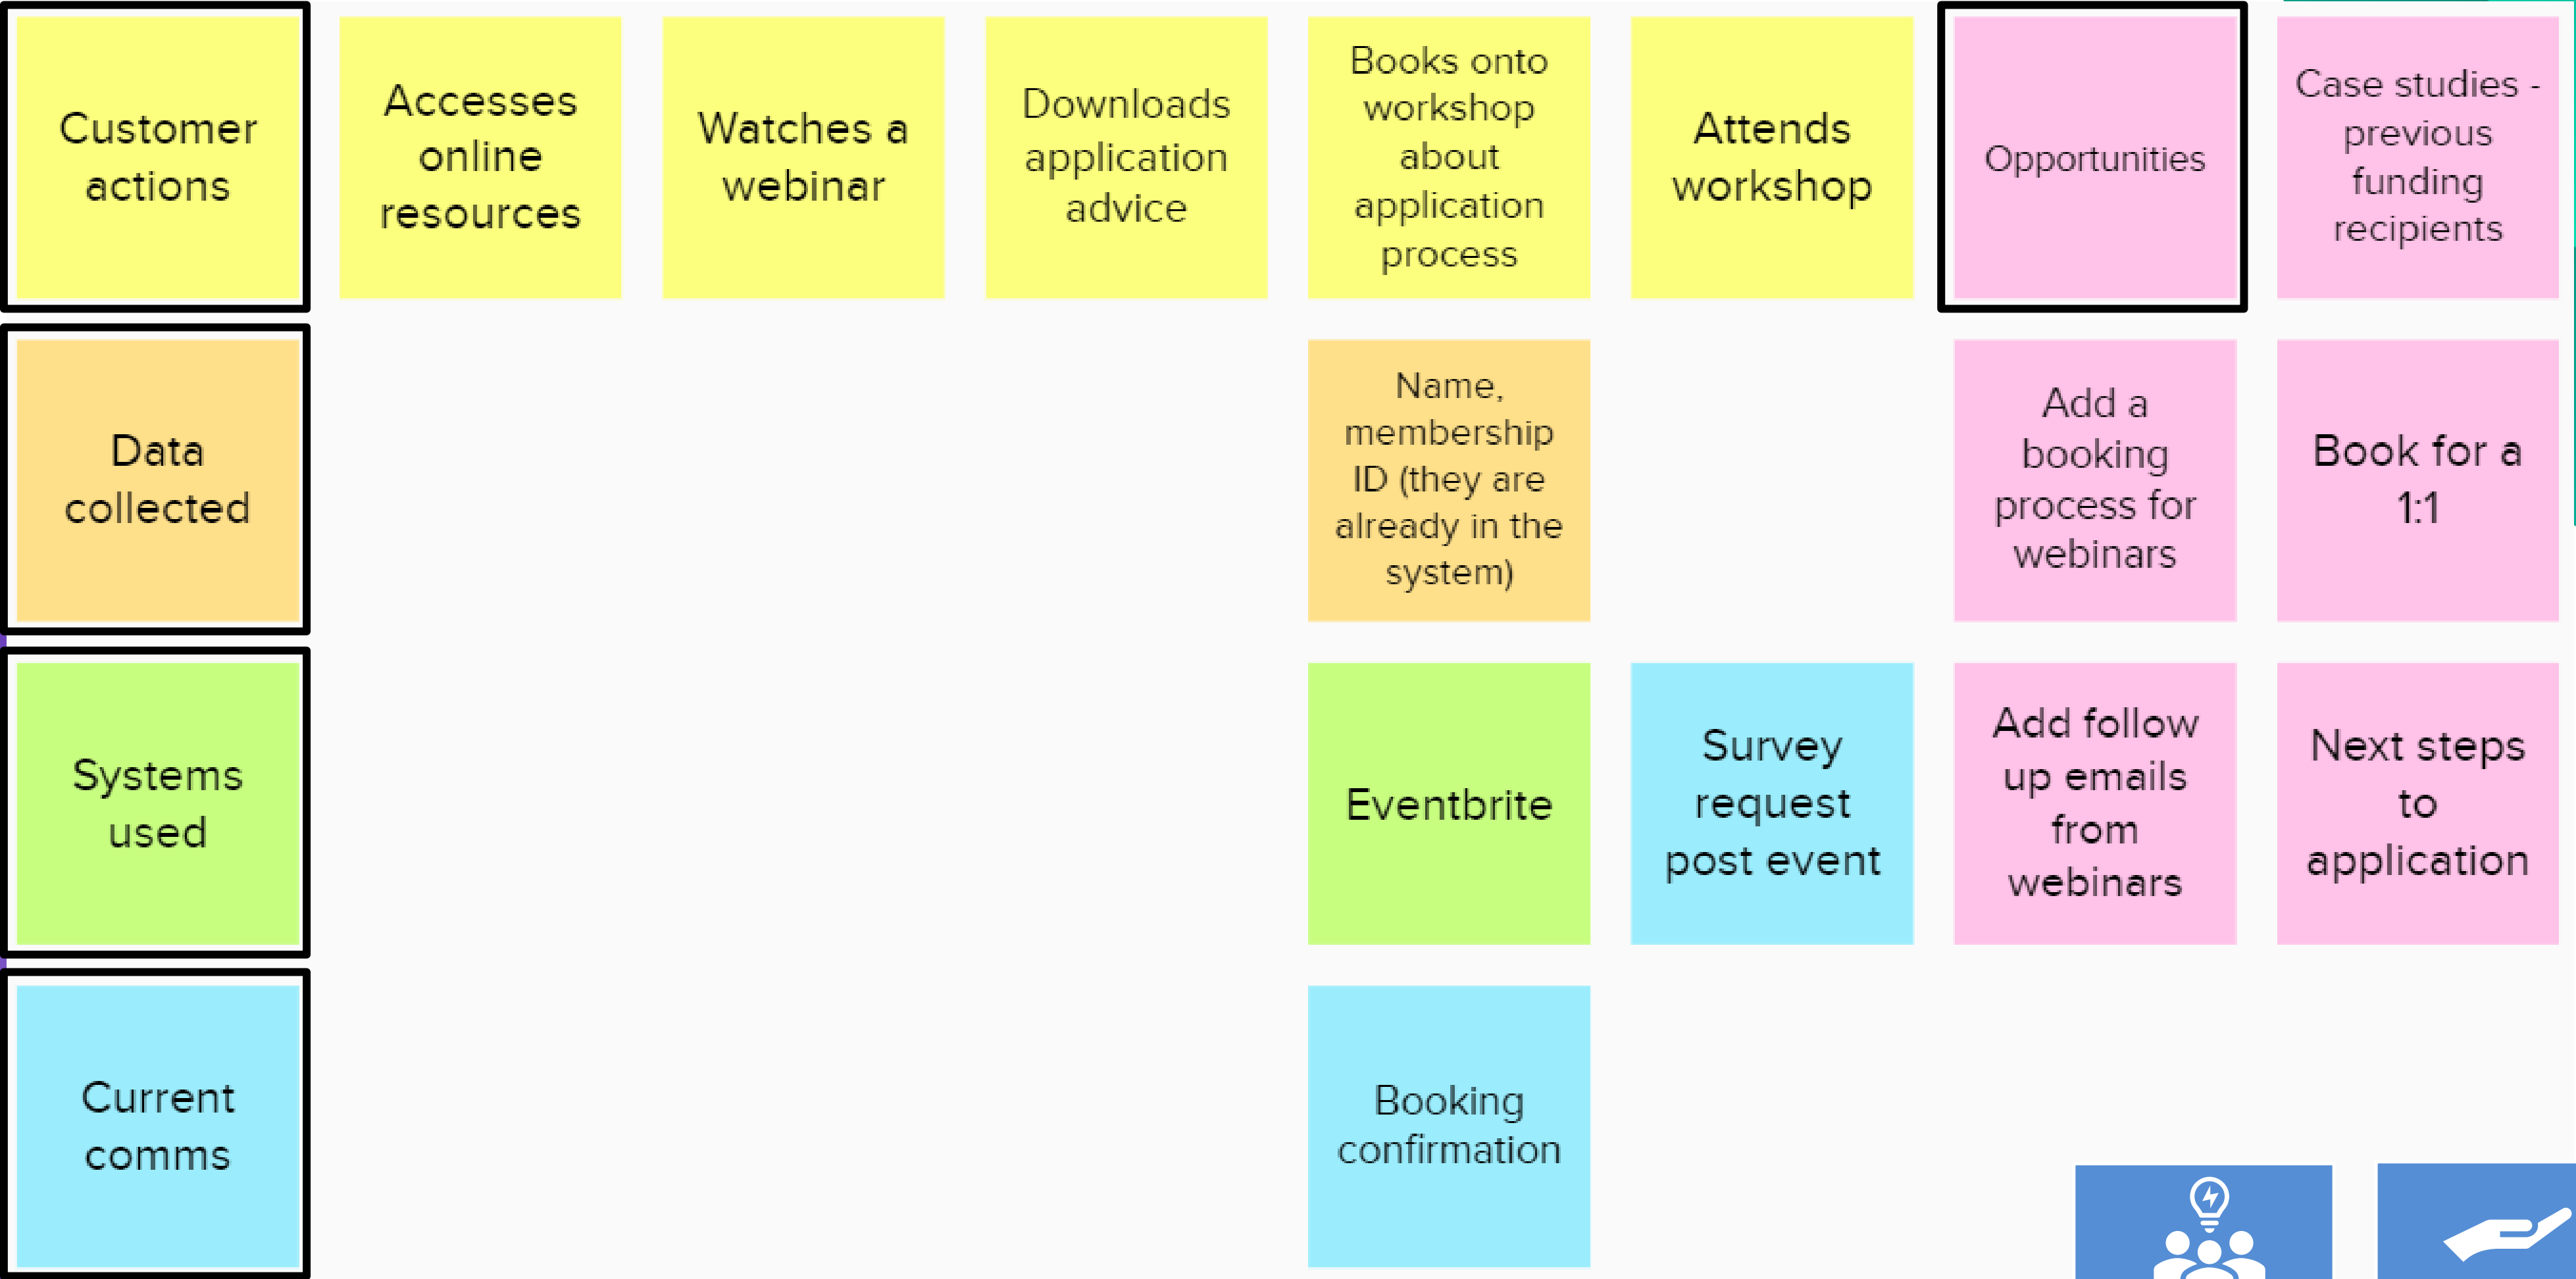 Customer
actions
Accesses
online
resources
Watches a
webinar
Downloads
application
advice
Books onto
workshop
about
application
process
Attends
workshop
Opportunities
Case studies -
previous
funding
recipients
Data
collected
Name,
membership
ID (they are
already in the
system)
Add a
booking
process for
webinars
Book for a
1:1
Systems
used
Eventbrite
Survey
request
post event
Add follow
up emails
from
webinars
Next steps
to
application
Current
comms
Booking
confirmation